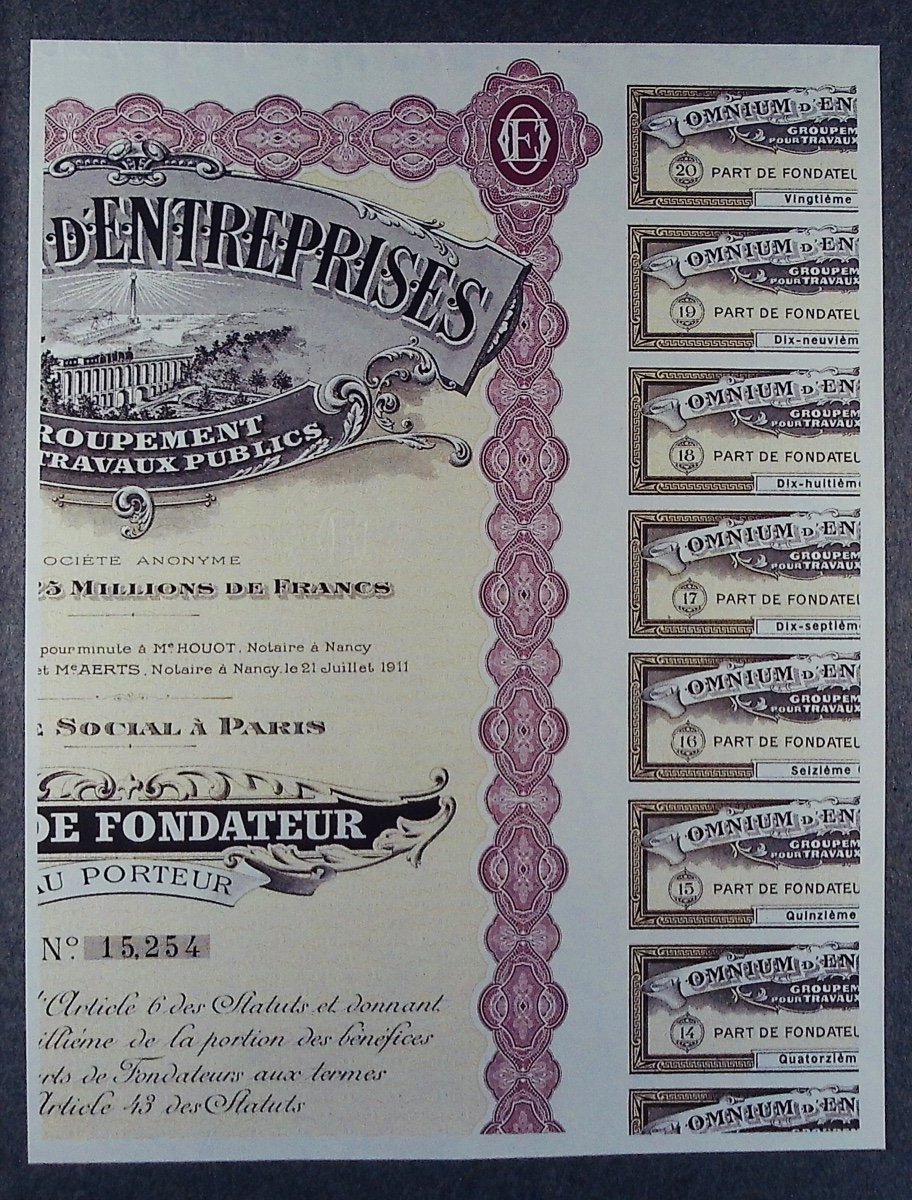 D'ENTREPRISES
ROUPEMENT
TRAVAUX PUBLICS
OCIÉTÉ ANONYME
25 MILLIONS DE FRANCS
pour minute à Me HOUOT, Notaire à Nancy
et Me AERTS, Notaire à Nancy, le 21 Juillet 1911
E SOCIAL À PARIS
DE FONDATEUR
AU PORTEUR
No. 15,254
l'Article 6 des Statuts et donnant
illième de la portion des bénéfices
rts de Fondateurs aux termes
Article 43 des Statuts
OMNIUM D'EN
GROUPEM
POUR TRAVAUX
20 PART DE FONDATEU
Vingtième
OMNIUM D'EN
GROUPEM
POUR TRAVAUX
19 PART DE FONDATEU
Dix-neuvièm
OMNIUM D'EN
GROUPEM
POUR TRAVAUX
18 PART DE FONDATEU
Dix-huitièm
OMNIUM D'EN
GROUPEM
POUR TRAVAUX
17 PART DE FONDATEU
Dix-septièm
OMNIUM D'EN
GROUPEM
POUR TRAVAUX
16 PART DE FONDATEU
Seizième
OMNIUM D'EN
GROUPEM
POUR TRAVAUX
15 PART DE FONDATEU
Quinzième
OMNIUM D'EN
GROUPEM
POUR TRAVAUX
14 PART DE FONDATEU
Quatorzièm
OMNIUM D'EN